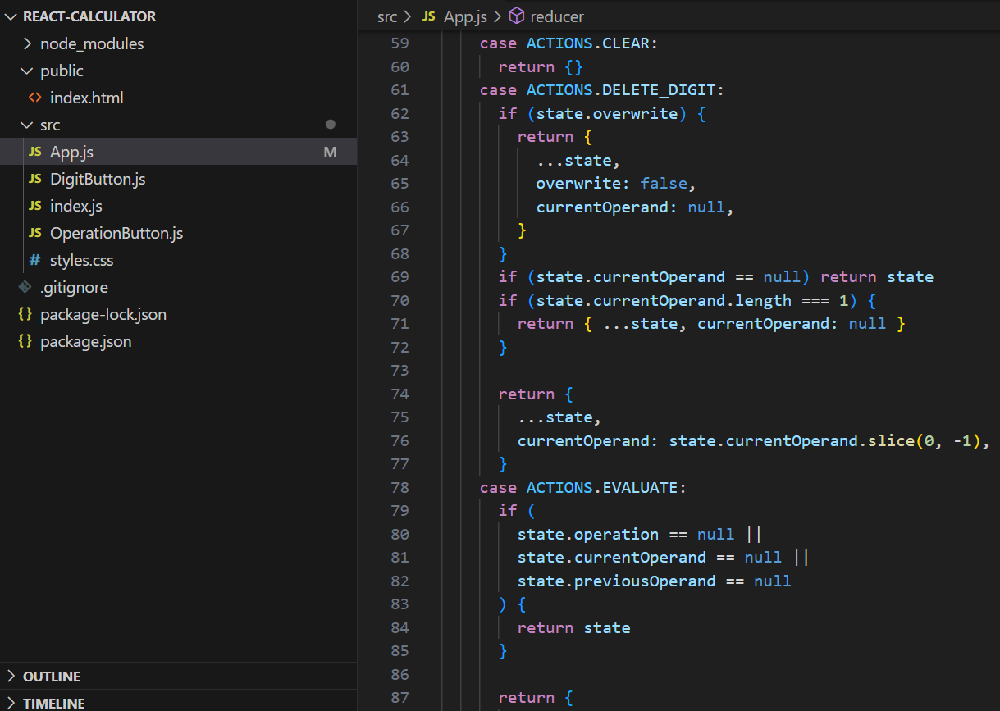 REACT-CALCULATOR
node_modules
public
<> index.html
src
JS App.js M
JS DigitButton.js
JS index.js
JS OperationButton.js
# styles.css
.gitignore
{} package-lock.json
{} package.json
OUTLINE
TIMELINE
src > JS App.js > reducer
59 case ACTIONS.CLEAR:
60 return {}
61 case ACTIONS.DELETE_DIGIT:
62 if (state.overwrite) {
63 return {
64 ...state,
65 overwrite: false,
66 currentOperand: null,
67 }
68 }
69 if (state.currentOperand == null) return state
70 if (state.currentOperand.length === 1) {
71 return { ...state, currentOperand: null }
72 }
73
74 return {
75 ...state,
76 currentOperand: state.currentOperand.slice(0, -1),
77 }
78 case ACTIONS.EVALUATE:
79 if (
80 state.operation == null ||
81 state.currentOperand == null ||
82 state.previousOperand == null
83 ) {
84 return state
85 }
86
87 return {